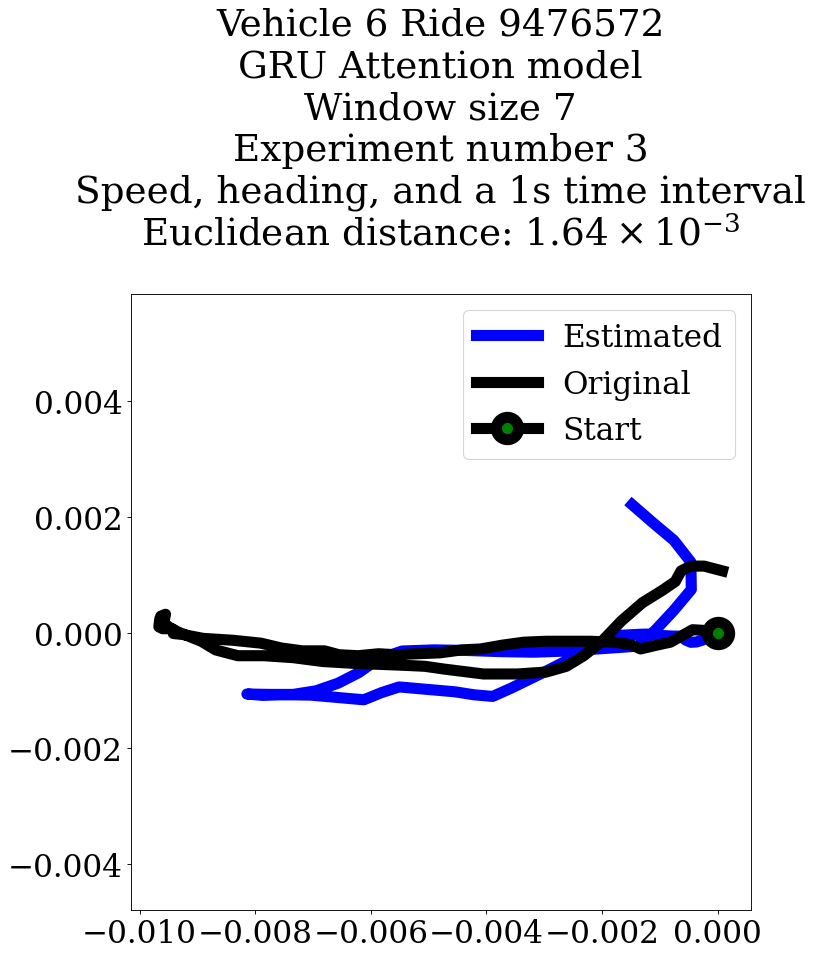 Vehicle 6 Ride 9476572
GRU Attention model
Window size 7
Experiment number 3
Speed, heading, and a 1s time interval
Euclidean distance: 1.64 × 10⁻³
Estimated
Original
Start
0.004
0.002
0.000
−0.002
−0.004
−0.010 −0.008 −0.006 −0.004 −0.002 0.000